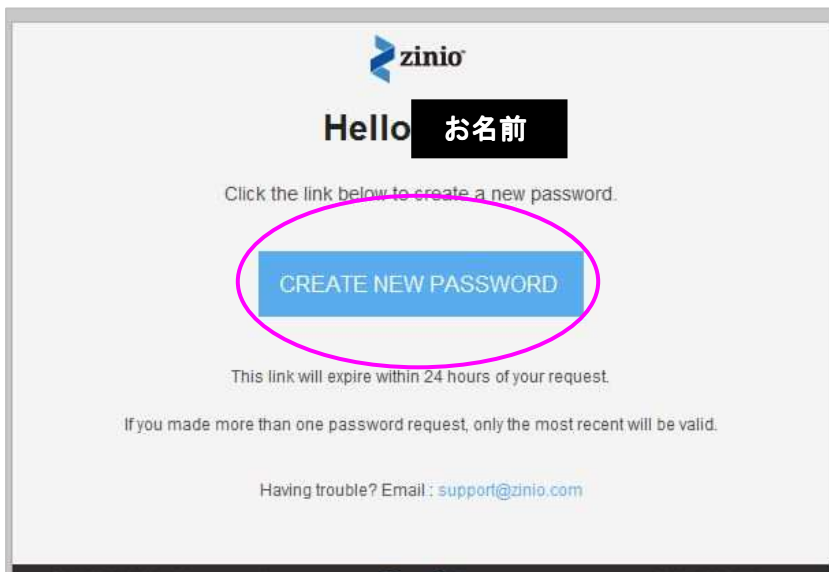 zinio
Hello お名前
Click the link below to create a new password.
CREATE NEW PASSWORD
This link will expire within 24 hours of your request.
If you made more than one password request, only the most recent will be valid.
Having trouble? Email : support@zinio.com